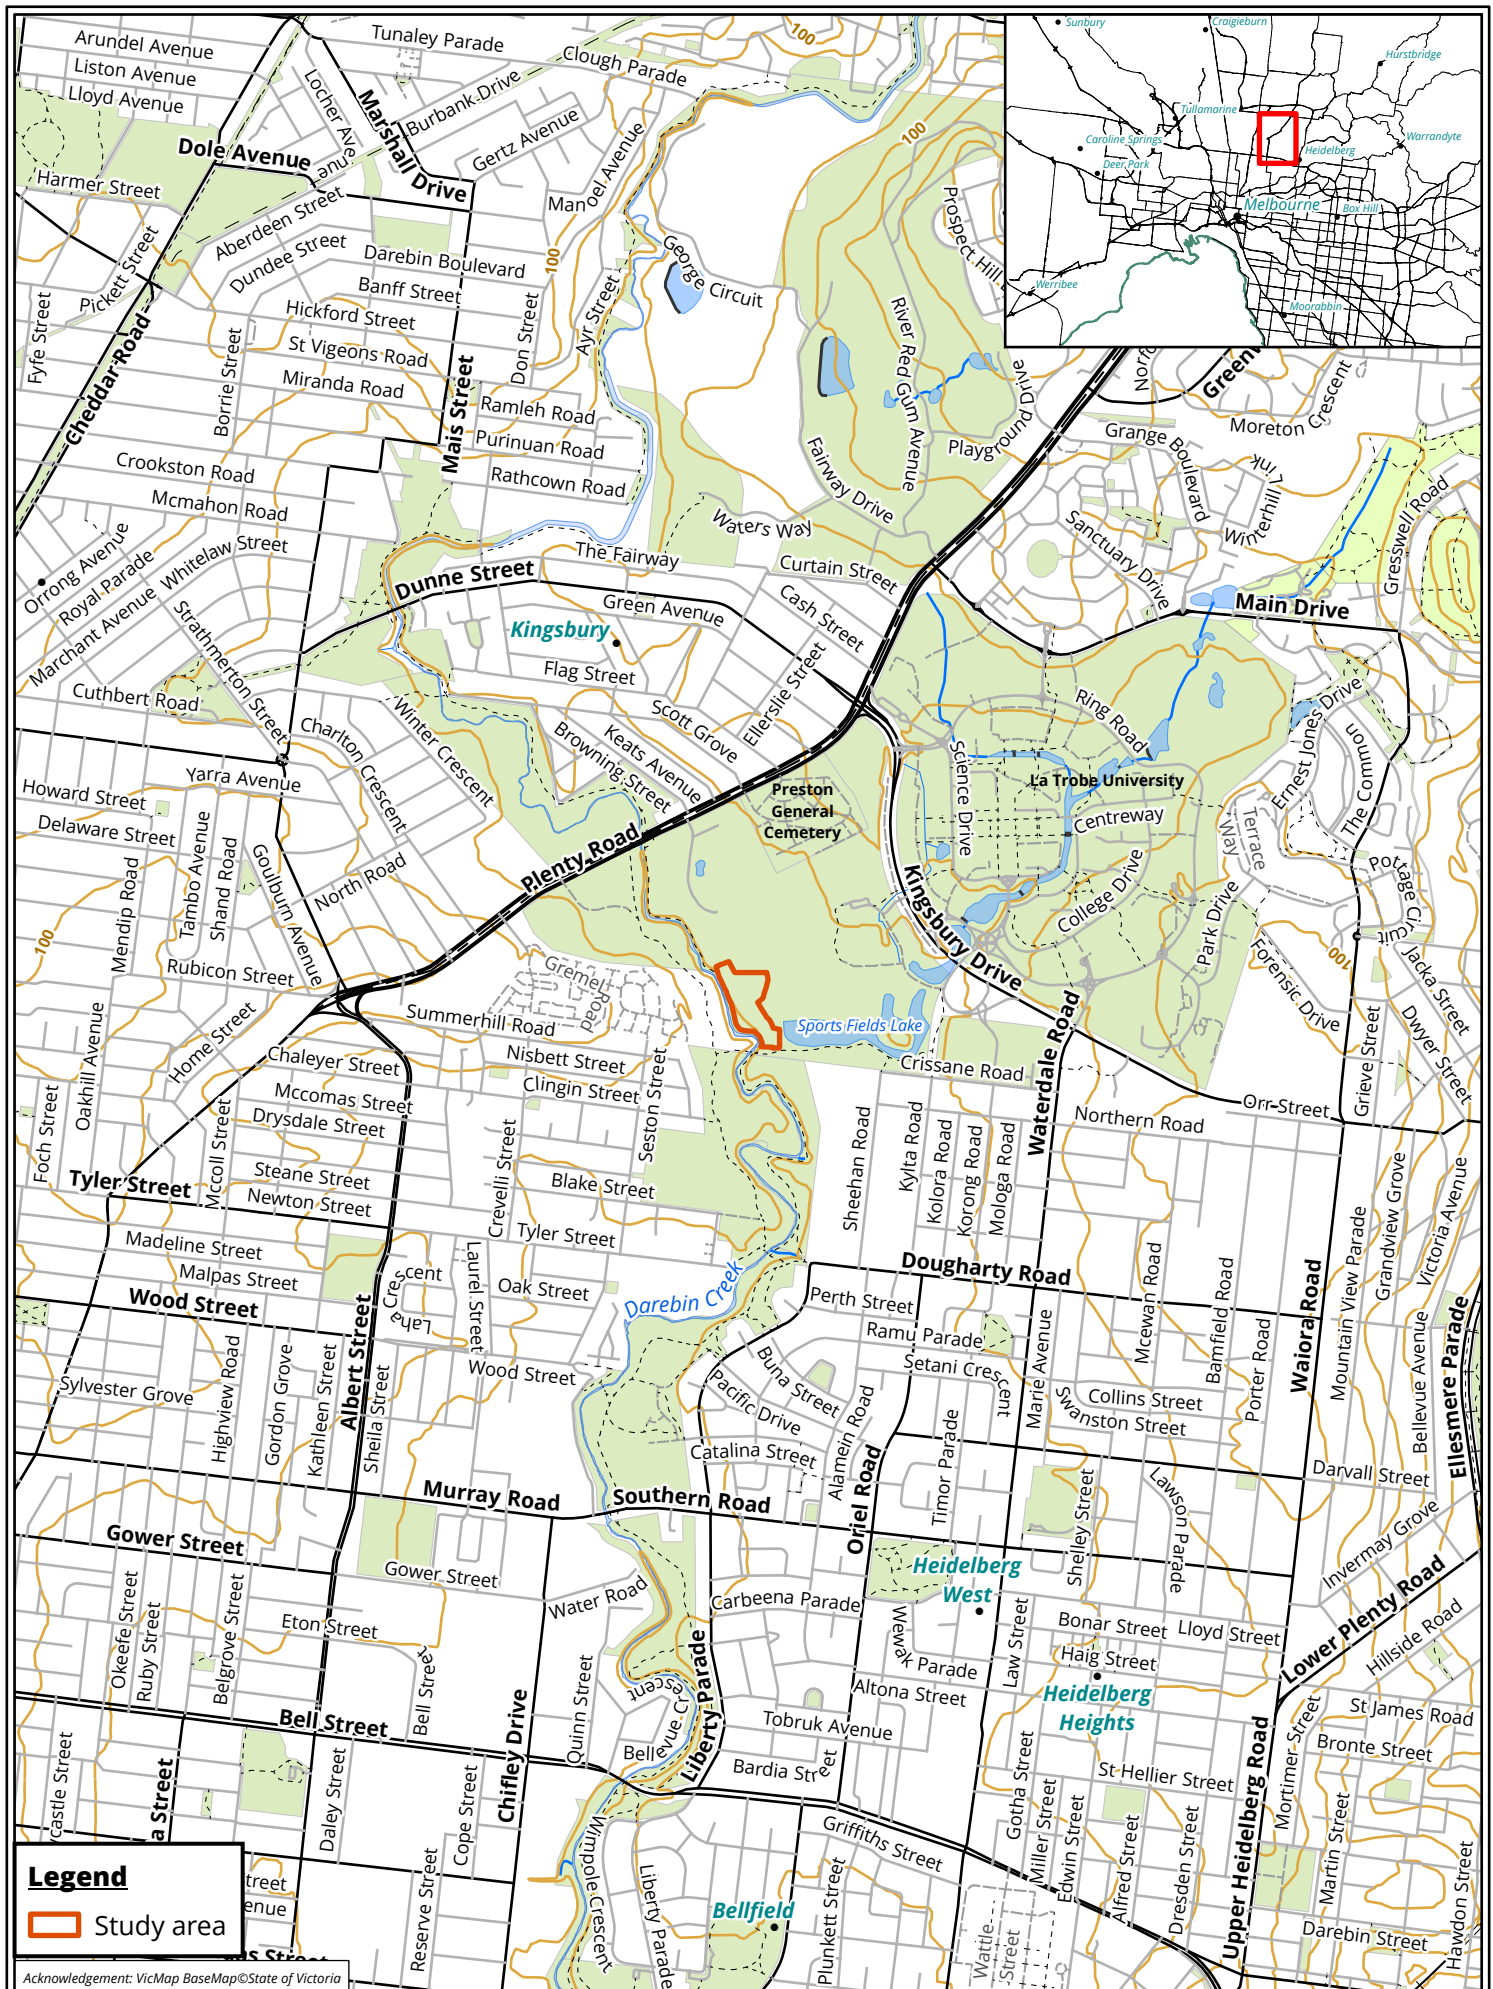 Arundel Avenue
Liston Avenue
Lloyd Avenue
Tunaley Parade
Clough Parade
100
Sunbury
Craigieburn
Hurstbridge
Tullamarine
Caroline Springs
Deer Park
Heidelberg
Warrandyte
Melbourne
Box Hill
Werribee
Moorabbin
Locher Ave
nue
Marshall Drive
Burbank Drive
Gertz Avenue
Manoel Avenue
100
Dole Avenue
Harmer Street
Aberdeen Street
Dundee Street
Pickett Street
Darebin Boulevard
Banff Street
Hickford Street
St Vigeons Road
Miranda Road
100
Don Street
Ayr Street
George Circuit
Prospect Hill
River Red Gum Avenue
Fyfe Street
Cheddar Road
Borrie Street
Mais Street
Ramleh Road
Purinuan Road
Rathcown Road
Playground Drive
Fairway Drive
Waters Way
Norfo
Greenw
Moreton Crescent
Grange Boulevard
Winterhill Link
Sanctuary Drive
Gresswell Road
Crookston Road
Mcmahon Road
Orrong Avenue
Royal Parade
Marchant Avenue
Whitelaw Street
Strathmerton Street
Cuthbert Road
Dunne Street
The Fairway
Green Avenue
Curtain Street
Cash Street
Kingsbury
Flag Street
Scott Grove
Ellerslie Street
Keats Avenue
Browning Street
Main Drive
Ring Road
Ernest Jones Drive
The Common
Winter Crescent
Charlton Crescent
Yarra Avenue
Howard Street
Delaware Street
Mendip Road
Tambo Avenue
Shand Road
Goulburn Avenue
North Road
Plenty Road
Preston
General
Cemetery
Science Drive
La Trobe University
Centreway
College Drive
Kingsbury Drive
Park Drive
Terrace
Way
Pottage Circuit
Forensic Drive
100
Jacka Street
Dwyer Street
100
Rubicon Street
Home Street
Oakhill Avenue
Gremel
Road
Summerhill Road
Nisbett Street
Clingin Street
Seston Street
Sports Fields Lake
Crissane Road
Waterdale Road
Grieve Street
Orr Street
Northern Road
Chaleyer Street
Mccomas Street
Drysdale Street
Foch Street
Mccoll Street
Steane Street
Newton Street
Tyler Street
Crevelli Street
Blake Street
Tyler Street
Sheehan Road
Kylta Road
Kolora Road
Korong Road
Mologa Road
Madeline Street
Malpas Street
Wood Street
Laha Crescent
Laurel Street
Oak Street
Darebin Creek
Dougharty Road
Perth Street
Ramu Parade
Setani Crescent
Marie Avenue
Mcewan Road
Bamfield Road
Porter Road
Waiora Road
Mountain View Parade
Grandview Grove
Victoria Avenue
Bellevue Avenue
Ellesmere Parade
Sylvester Grove
Highview Road
Gordon Grove
Kathleen Street
Albert Street
Sheila Street
Wood Street
Buna Street
Pacific Drive
Catalina Street
Alamein Road
Oriel Road
Timor Parade
Collins Street
Swanston Street
Shelley Street
Lawson Parade
Darvall Street
Invermay Grove
Murray Road
Southern Road
Gower Street
Gower Street
Water Road
Carbeena Parade
Heidelberg
West
Wewak Parade
Law Street
Bonar Street
Lloyd Street
Haig Street
Heidelberg
Heights
Lower Plenty Road
Hillside Road
Okeefe Street
Ruby Street
Belgrove Street
Eton Street
Bell Street
Bell Street
Quinn Street
Bellevue Crescent
Liberty Parade
Altona Street
Tobruk Avenue
Bardia Street
St James Road
Bronte Street
Mortimer Street
St Hellier Street
Upper Heidelberg Road
wcastle Street
a Street
Daley Street
Cope Street
Chifley Drive
Reserve Street
Wimpole Crescent
Liberty Parade
Bellfield
Plunkett Street
Griffiths Street
Wattle
Street
Gotha Street
Miller Street
Edwin Street
Alfred Street
Dresden Street
Martin Street
Darebin Street
Hawdon Street
treet
enue
Legend
Study area
Acknowledgement: VicMap BaseMap©State of Victoria